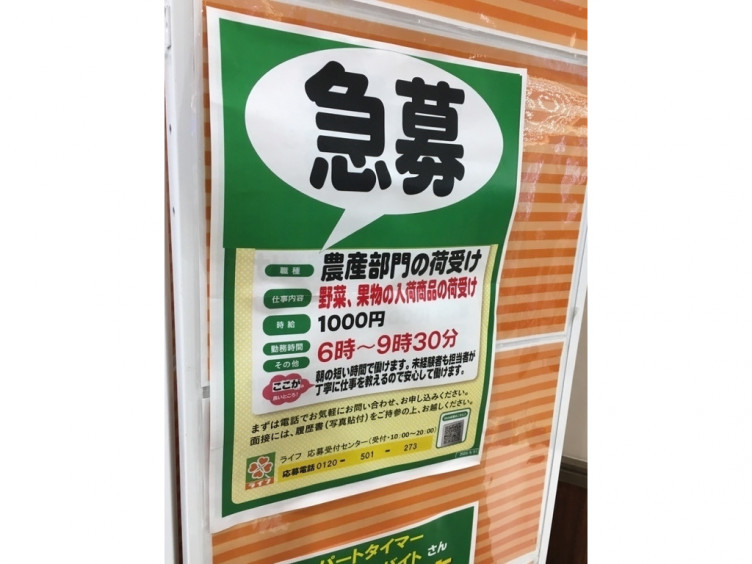 急募
職種 農産部門の荷受け
仕事内容 野菜、果物の入荷商品の荷受け
時給 1000円
勤務時間 6時～9時30分
その他 朝の短い時間で働けます。未経験者も担当者が
丁寧に仕事を教えるので安心して働けます。
ここが
良いところ!
まずは電話でお気軽にお問い合わせ、お申し込みください。
面接には、履歴書(写真貼付)をご持参の上、お越しください。
ライフ 応募受付センター(受付・10:00～20:00)
応募電話 0120－ 501 － 273
ライフ
パートタイマー さん